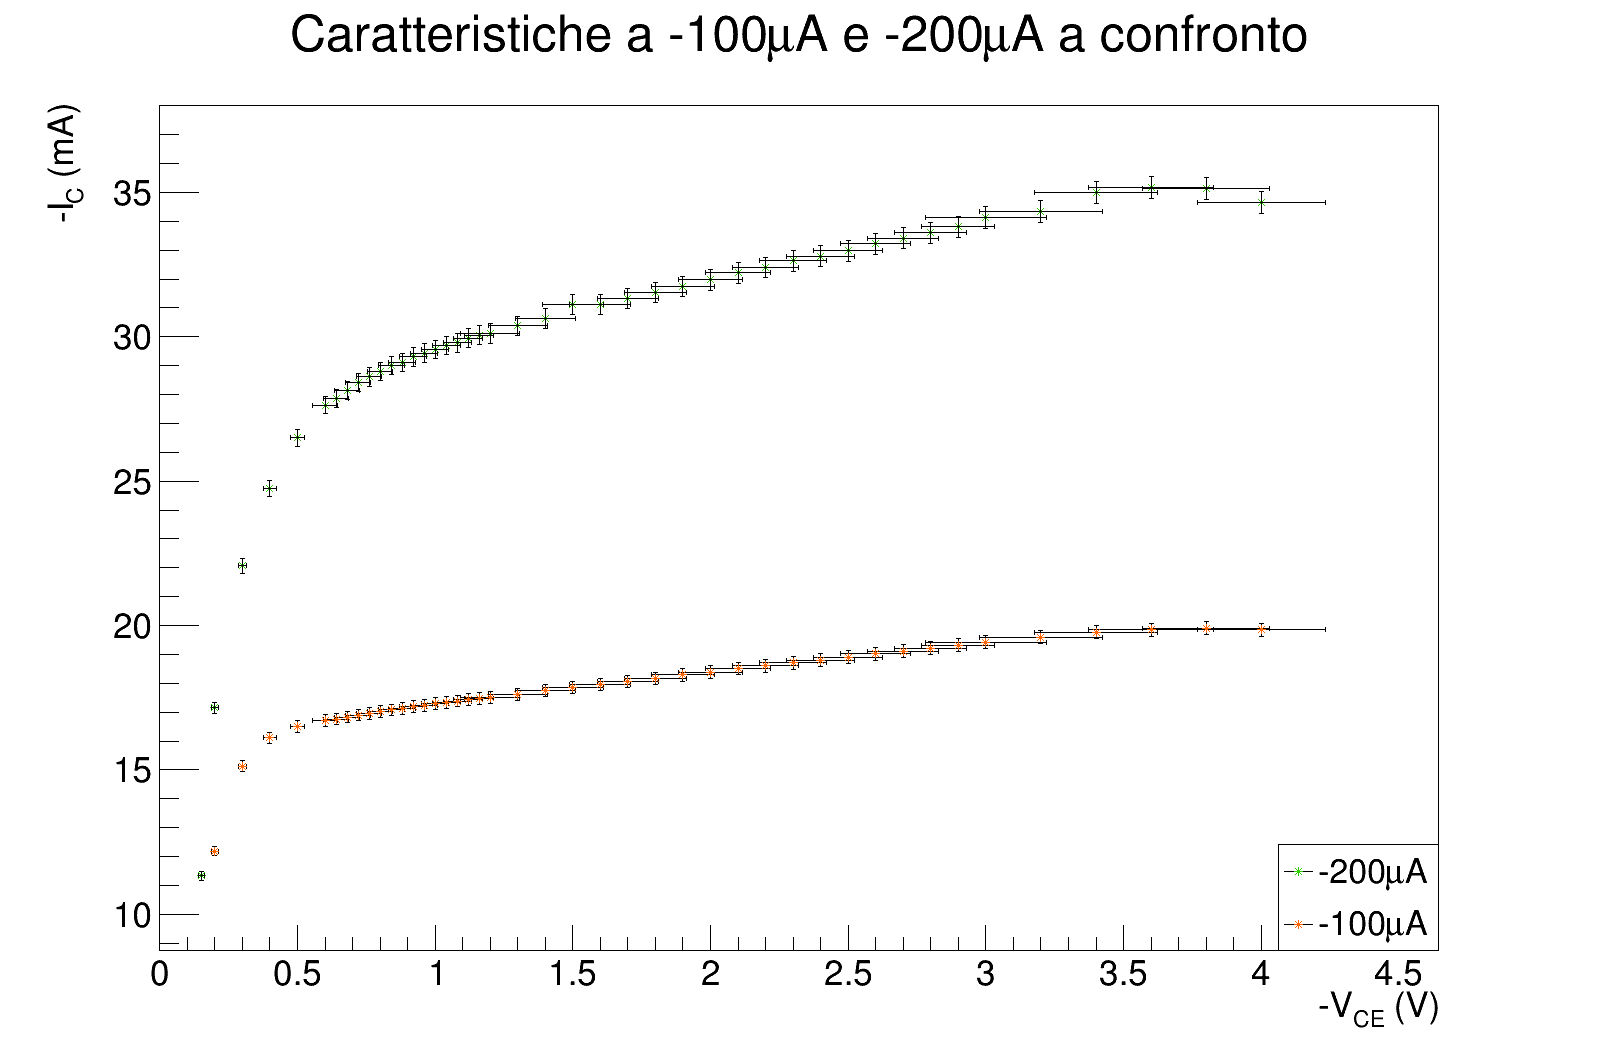 Caratteristiche a -100μA e -200μA a confronto
-I_C (mA)
35
30
25
20
15
10
0 0.5 1 1.5 2 2.5 3 3.5 4 4.5
-V_CE (V)
-200μA
-100μA